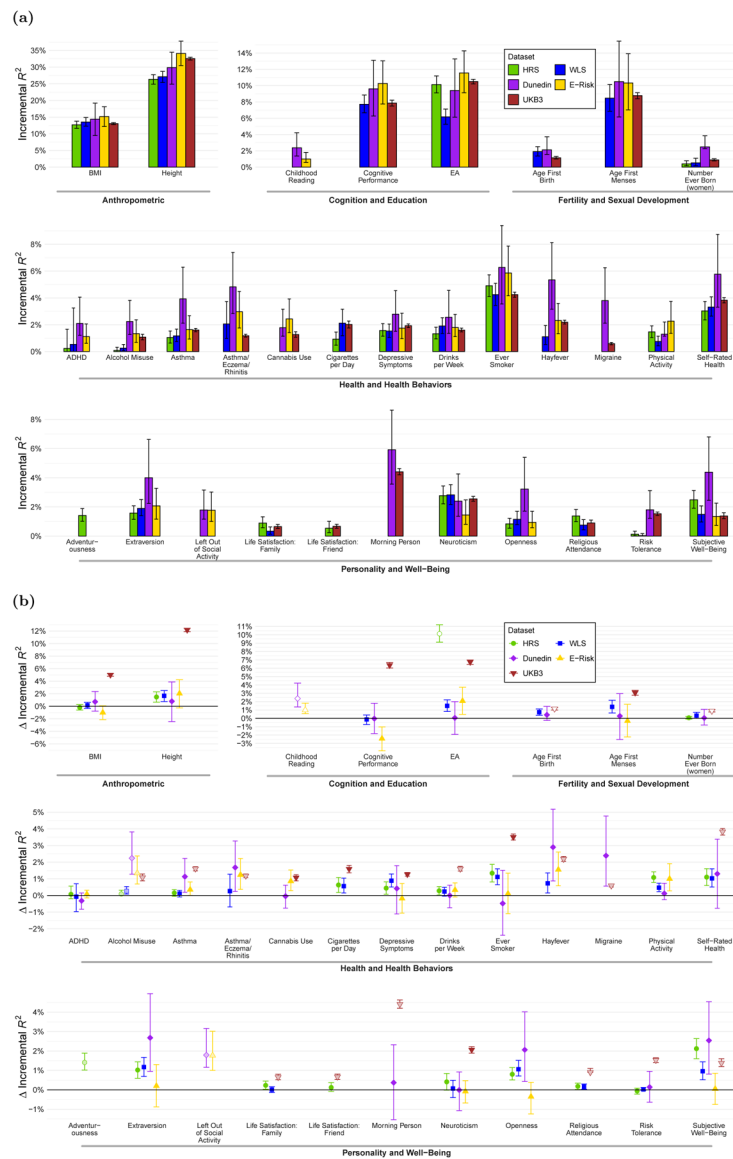 (a)
Incremental R²
35%
30%
25%
20%
15%
10%
5%
0%
BMI
Height
Anthropometric
14%
12%
10%
8%
6%
4%
2%
0%
Childhood
Reading
Cognitive
Performance
EA
Cognition and Education
Dataset
HRS
WLS
Dunedin
E−Risk
UKB3
Age First
Birth
Age First
Menses
Number
Ever Born
(women)
Fertility and Sexual Development
Incremental R²
8%
6%
4%
2%
0%
ADHD
Alcohol Misuse
Asthma
Asthma/
Eczema/
Rhinitis
Cannabis Use
Cigarettes
per Day
Depressive
Symptoms
Drinks
per Week
Ever
Smoker
Hayfever
Migraine
Physical
Activity
Self−Rated
Health
Health and Health Behaviors
Incremental R²
8%
6%
4%
2%
0%
Adventur−
ousness
Extraversion
Left Out
of Social
Activity
Life Satisfaction:
Family
Life Satisfaction:
Friend
Morning Person
Neuroticism
Openness
Religious
Attendance
Risk
Tolerance
Subjective
Well−Being
Personality and Well−Being
(b)
Δ Incremental R²
12%
10%
8%
6%
4%
2%
0%
−2%
−4%
−6%
BMI
Height
Anthropometric
11%
10%
9%
8%
7%
6%
5%
4%
3%
2%
1%
0%
−1%
−2%
−3%
Childhood
Reading
Cognitive
Performance
EA
Cognition and Education
Dataset
HRS
WLS
Dunedin
E−Risk
UKB3
Age First
Birth
Age First
Menses
Number
Ever Born
(women)
Fertility and Sexual Development
Δ Incremental R²
5%
4%
3%
2%
1%
0%
−1%
−2%
ADHD
Alcohol Misuse
Asthma
Asthma/
Eczema/
Rhinitis
Cannabis Use
Cigarettes
per Day
Depressive
Symptoms
Drinks
per Week
Ever
Smoker
Hayfever
Migraine
Physical
Activity
Self−Rated
Health
Health and Health Behaviors
Δ Incremental R²
4%
3%
2%
1%
0%
−1%
Adventur−
ousness
Extraversion
Left Out
of Social
Activity
Life Satisfaction:
Family
Life Satisfaction:
Friend
Morning Person
Neuroticism
Openness
Religious
Attendance
Risk
Tolerance
Subjective
Well−Being
Personality and Well−Being